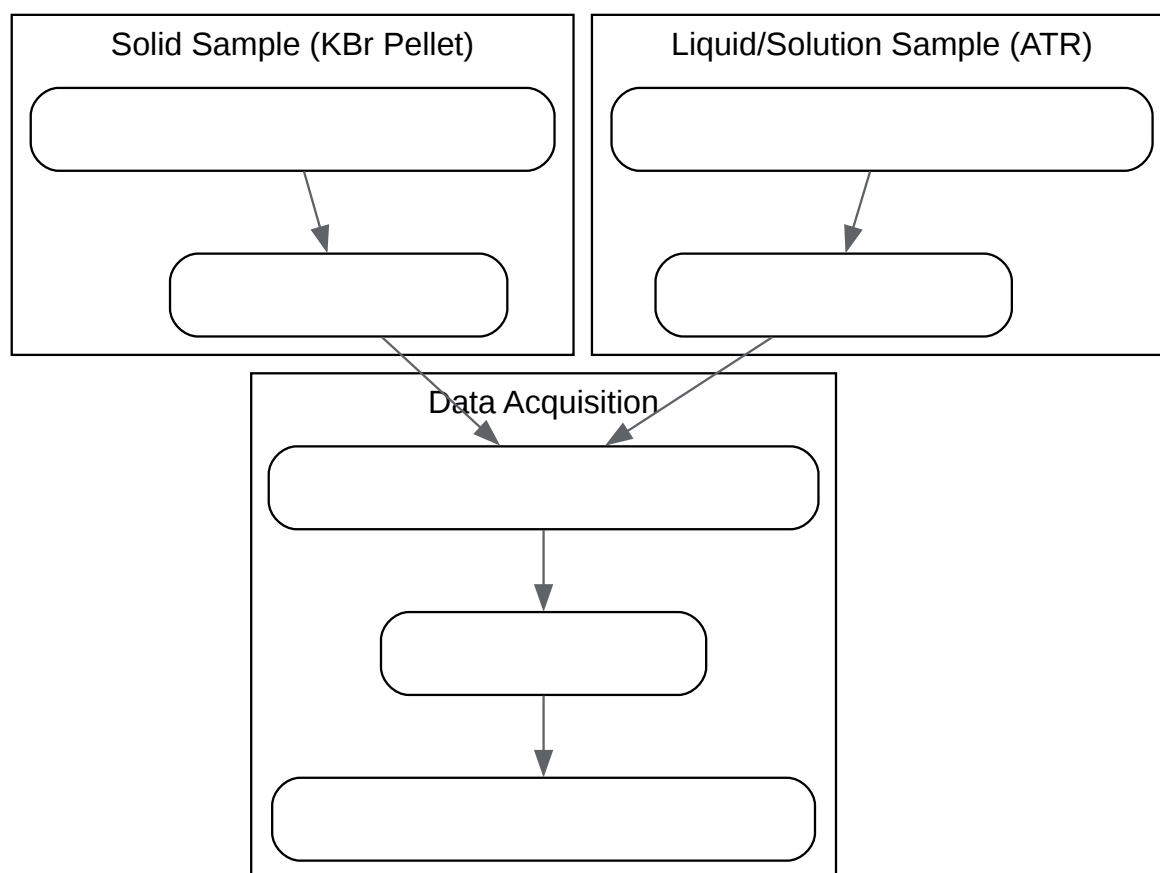 Solid Sample (KBr Pellet)
Liquid/Solution Sample (ATR)
Data Acquisition